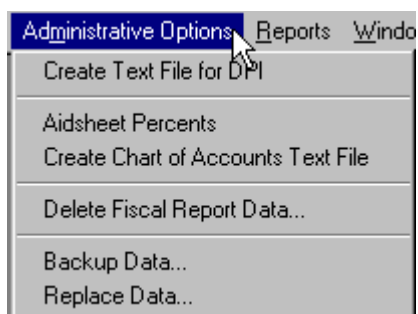 Administrative Options Reports Windo
Create Text File for DPI
Aidsheet Percents
Create Chart of Accounts Text File
Delete Fiscal Report Data...
Backup Data...
Replace Data...